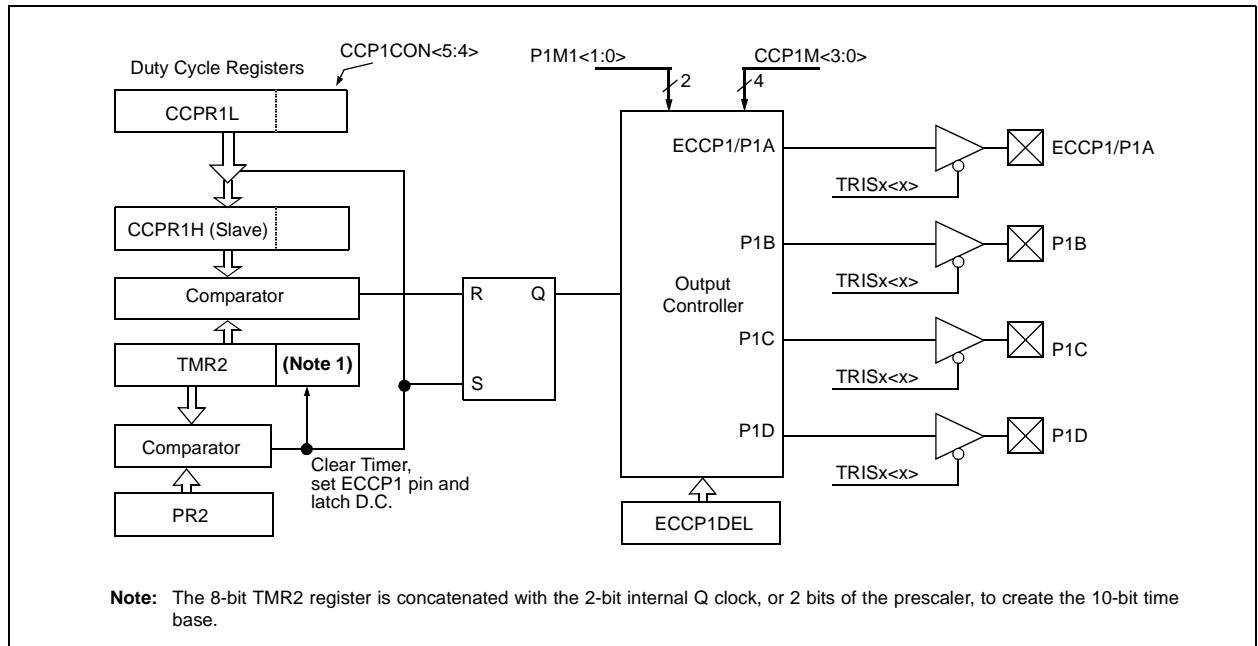 CCP1CON<5:4>
Duty Cycle Registers
CCPR1L
CCPR1H (Slave)
Comparator
TMR2
(Note 1)
Comparator
PR2
Clear Timer,
set ECCP1 pin and
latch D.C.
R
Q
S
P1M1<1:0>
2
CCP1M<3:0>
4
ECCP1/P1A
P1B
Output
Controller
P1C
P1D
ECCP1DEL
TRISx<x>
ECCP1/P1A
TRISx<x>
P1B
TRISx<x>
P1C
TRISx<x>
P1D
Note: The 8-bit TMR2 register is concatenated with the 2-bit internal Q clock, or 2 bits of the prescaler, to create the 10-bit time
base.